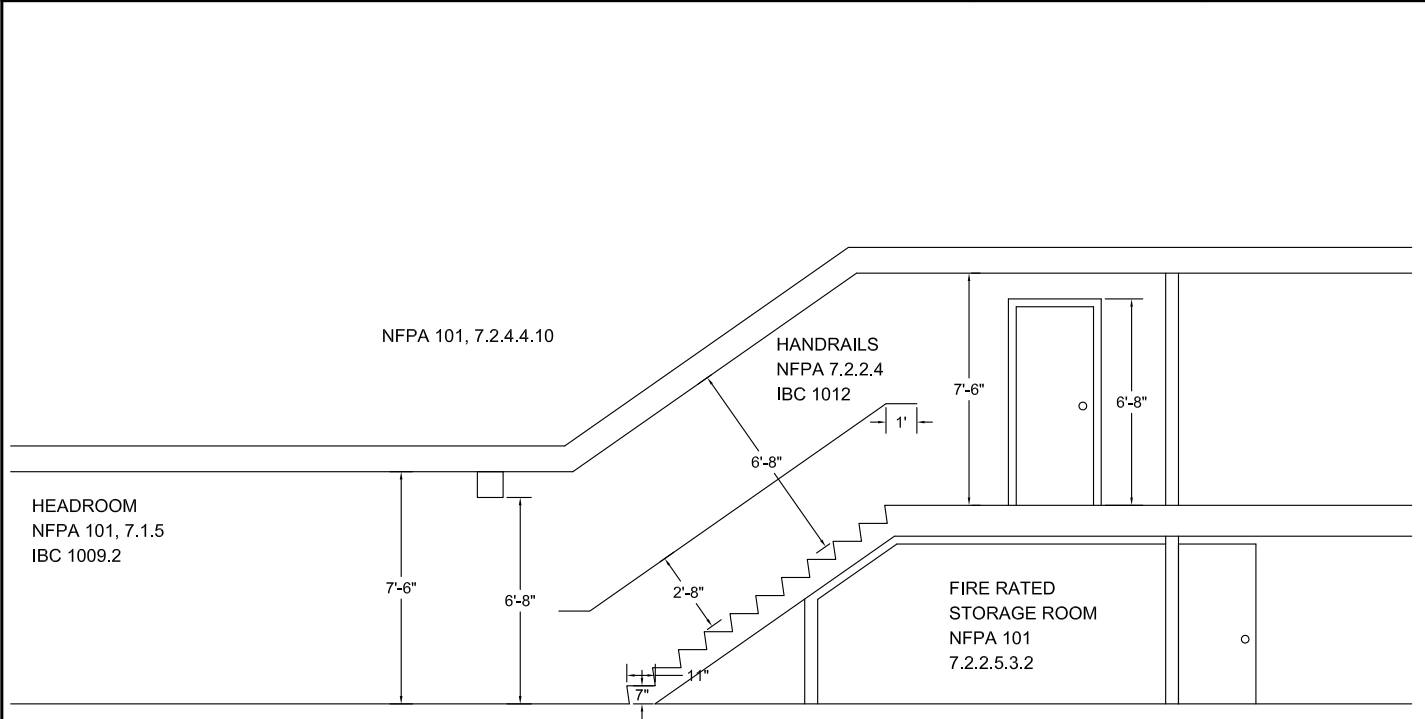 NFPA 101, 7.2.4.4.10
HANDRAILS
NFPA 7.2.2.4
IBC 1012
7'-6"
6'-8"
1'
6'-8"
HEADROOM
NFPA 101, 7.1.5
IBC 1009.2
7'-6"
6'-8"
2'-8"
11"
7"
FIRE RATED
STORAGE ROOM
NFPA 101
7.2.2.5.3.2